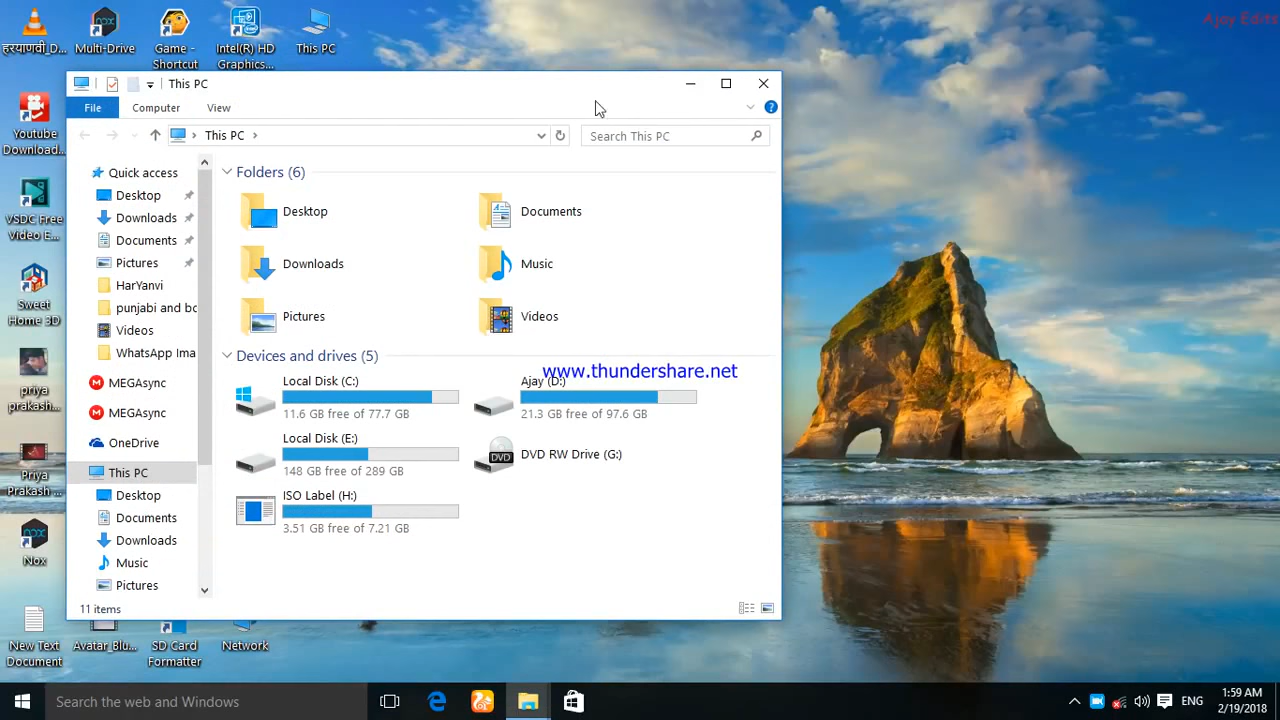 Ajay Edits
हरयाणवी_D...
Multi-Drive
Game -
Shortcut
Intel(R) HD
Graphics...
This PC
Youtube
Download...
VSDC Free
Video E...
Sweet
Home 3D
priya
prakash...
Priya
Prakash ...
Nox
New Text
Document
Avatar_Blu...
SD Card
Formatter
Network
This PC
File
Computer
View
This PC
Search This PC
Quick access
Desktop
Downloads
Documents
Pictures
HarYanvi
punjabi and bo
Videos
WhatsApp Ima
MEGAsync
MEGAsync
OneDrive
This PC
Desktop
Documents
Downloads
Music
Pictures
Folders (6)
Desktop
Documents
Downloads
Music
Pictures
Videos
Devices and drives (5)
www.thundershare.net
Local Disk (C:)
11.6 GB free of 77.7 GB
Ajay (D:)
21.3 GB free of 97.6 GB
Local Disk (E:)
148 GB free of 289 GB
DVD
DVD RW Drive (G:)
ISO Label (H:)
3.51 GB free of 7.21 GB
11 items
Search the web and Windows
ENG
1:59 AM
2/19/2018